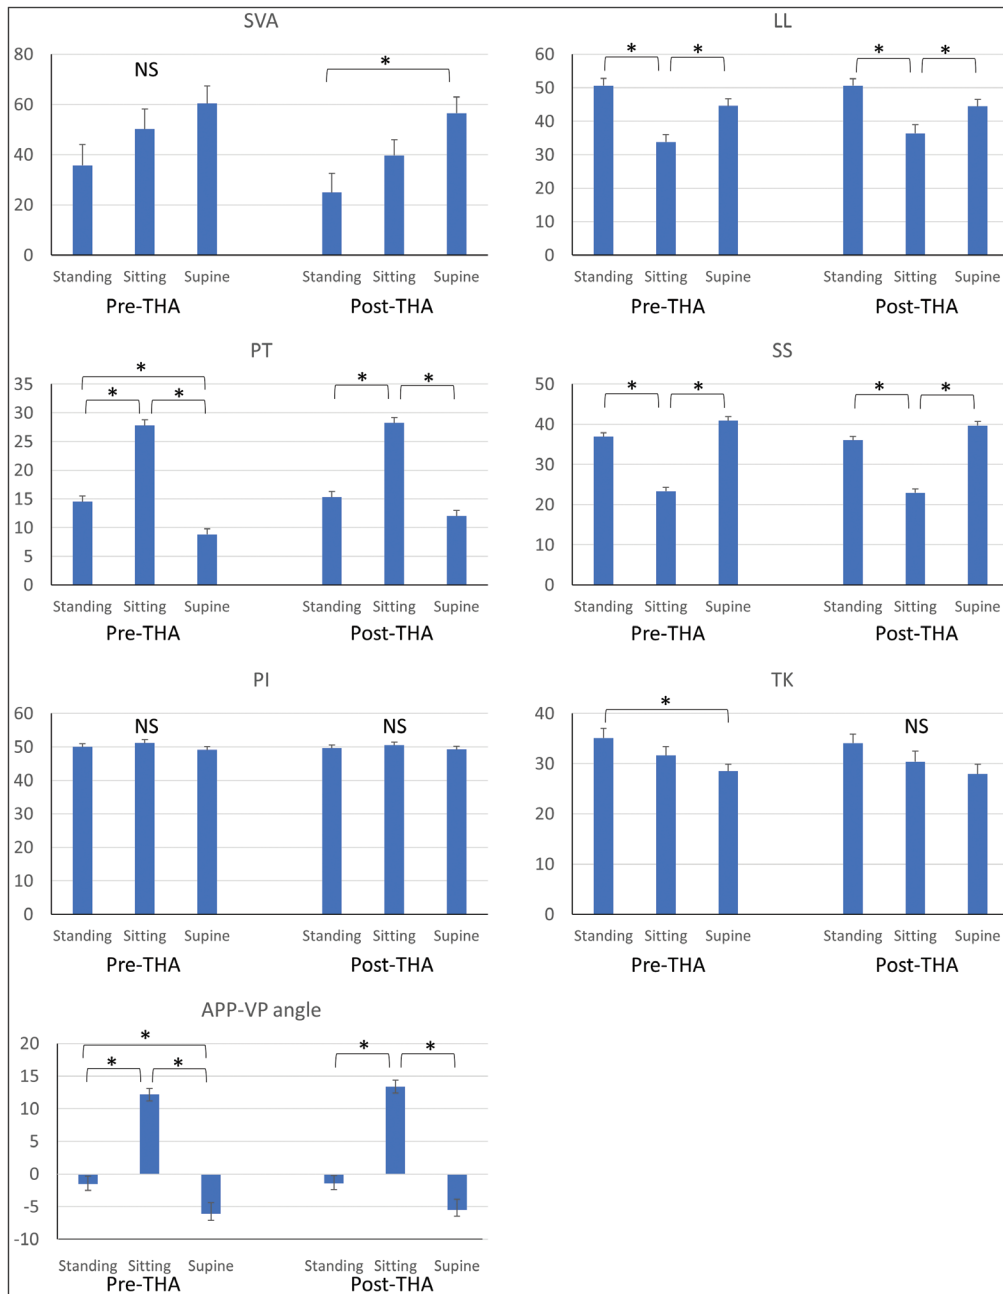 SVA
80
60
40
20
0
NS
*
Standing Sitting Supine Standing Sitting Supine
Pre-THA Post-THA
LL
60
50
40
30
20
10
0
* * * *
Standing Sitting Supine Standing Sitting Supine
Pre-THA Post-THA
PT
35
30
25
20
15
10
5
0
*
* * * *
Standing Sitting Supine Standing Sitting Supine
Pre-THA Post-THA
SS
50
40
30
20
10
0
* * * *
Standing Sitting Supine Standing Sitting Supine
Pre-THA Post-THA
PI
60
50
40
30
20
10
0
NS NS
Standing Sitting Supine Standing Sitting Supine
Pre-THA Post-THA
TK
40
30
20
10
0
* NS
Standing Sitting Supine Standing Sitting Supine
Pre-THA Post-THA
APP-VP angle
20
15
10
5
0
-5
-10
*
* * * *
Standing Sitting Supine Standing Sitting Supine
Pre-THA Post-THA